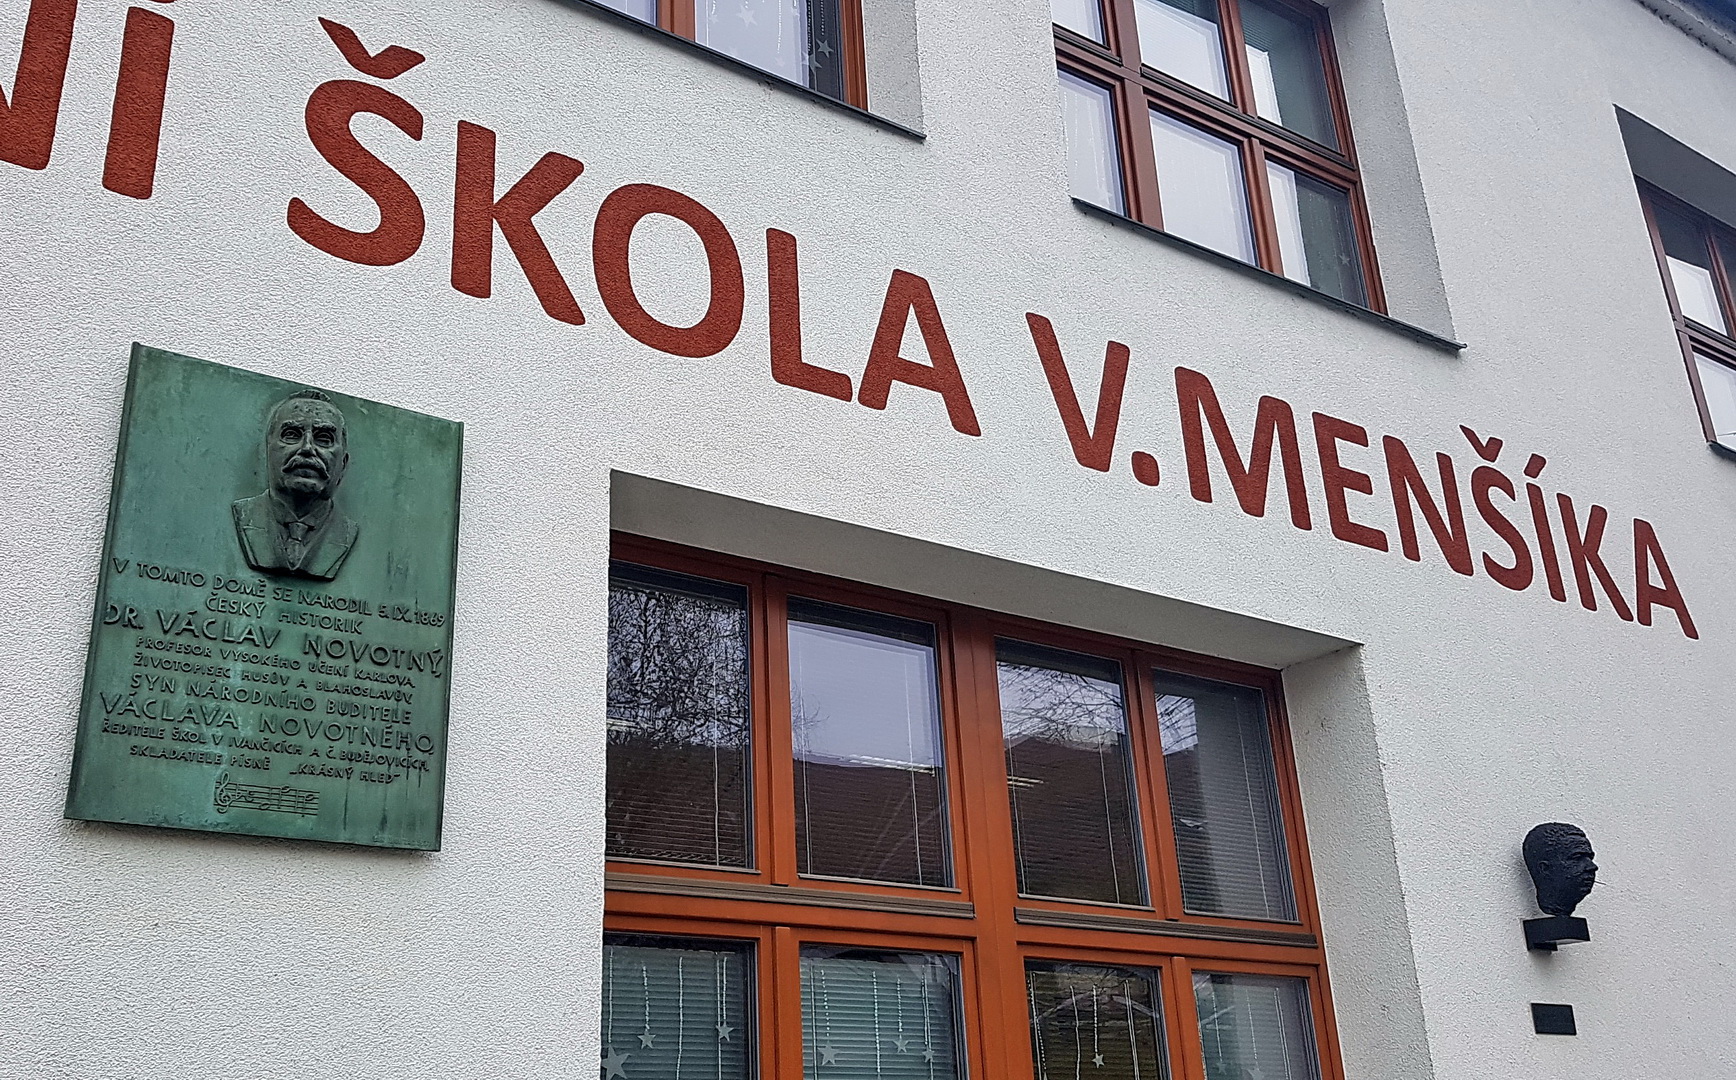 NÍ ŠKOLA V. MENŠÍKA
V TOMTO DOMĚ SE NARODIL 5.IX.1869
ČESKÝ HISTORIK
DR. VÁCLAV NOVOTNÝ,
PROFESOR VYSOKÉHO UČENÍ KARLOVA
ŽIVOTOPISEC HUSŮV A BLAHOSLAVŮV
SYN NÁRODNÍHO BUDITELE
VÁCLAVA NOVOTNÉHO
ŘEDITELE ŠKOL V IVANČICÍCH A Č. BUDĚJOVICÍCH,
SKLADATELE PÍSNĚ „KRÁSNÝ HLED“